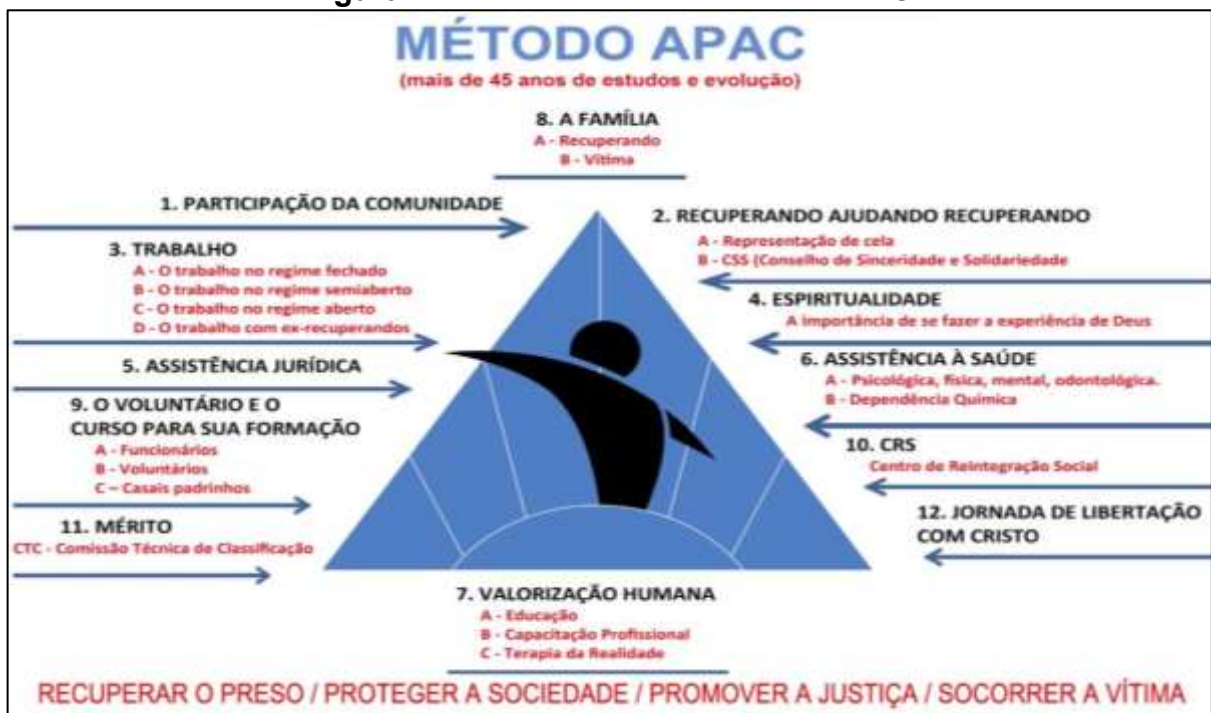 MÉTODO APAC
(mais de 45 anos de estudos e evolução)
8. A FAMÍLIA
A - Recuperando
B - Vítima
1. PARTICIPAÇÃO DA COMUNIDADE
2. RECUPERANDO AJUDANDO RECUPERANDO
A - Representação de cela
B - CSS (Conselho de Sinceridade e Solidariedade
3. TRABALHO
A - O trabalho no regime fechado
B - O trabalho no regime semiaberto
C - O trabalho no regime aberto
D - O trabalho com ex-recuperandos
4. ESPIRITUALIDADE
A importância de se fazer a experiência de Deus
5. ASSISTÊNCIA JURÍDICA
6. ASSISTÊNCIA À SAÚDE
A - Psicológica, física, mental, odontológica.
B - Dependência Química
9. O VOLUNTÁRIO E O
CURSO PARA SUA FORMAÇÃO
A - Funcionários
B - Voluntários
C – Casais padrinhos
10. CRS
Centro de Reintegração Social
11. MÉRITO
CTC - Comissão Técnica de Classificação
12. JORNADA DE LIBERTAÇÃO
COM CRISTO
7. VALORIZAÇÃO HUMANA
A - Educação
B - Capacitação Profissional
C - Terapia da Realidade
RECUPERAR O PRESO / PROTEGER A SOCIEDADE / PROMOVER A JUSTIÇA / SOCORRER A VÍTIMA